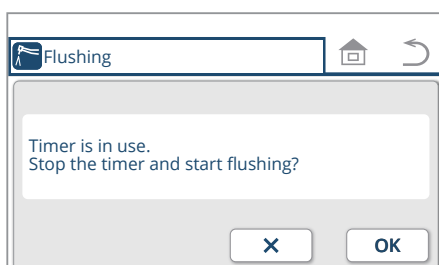 Flushing
Timer is in use.
Stop the timer and start flushing?
OK